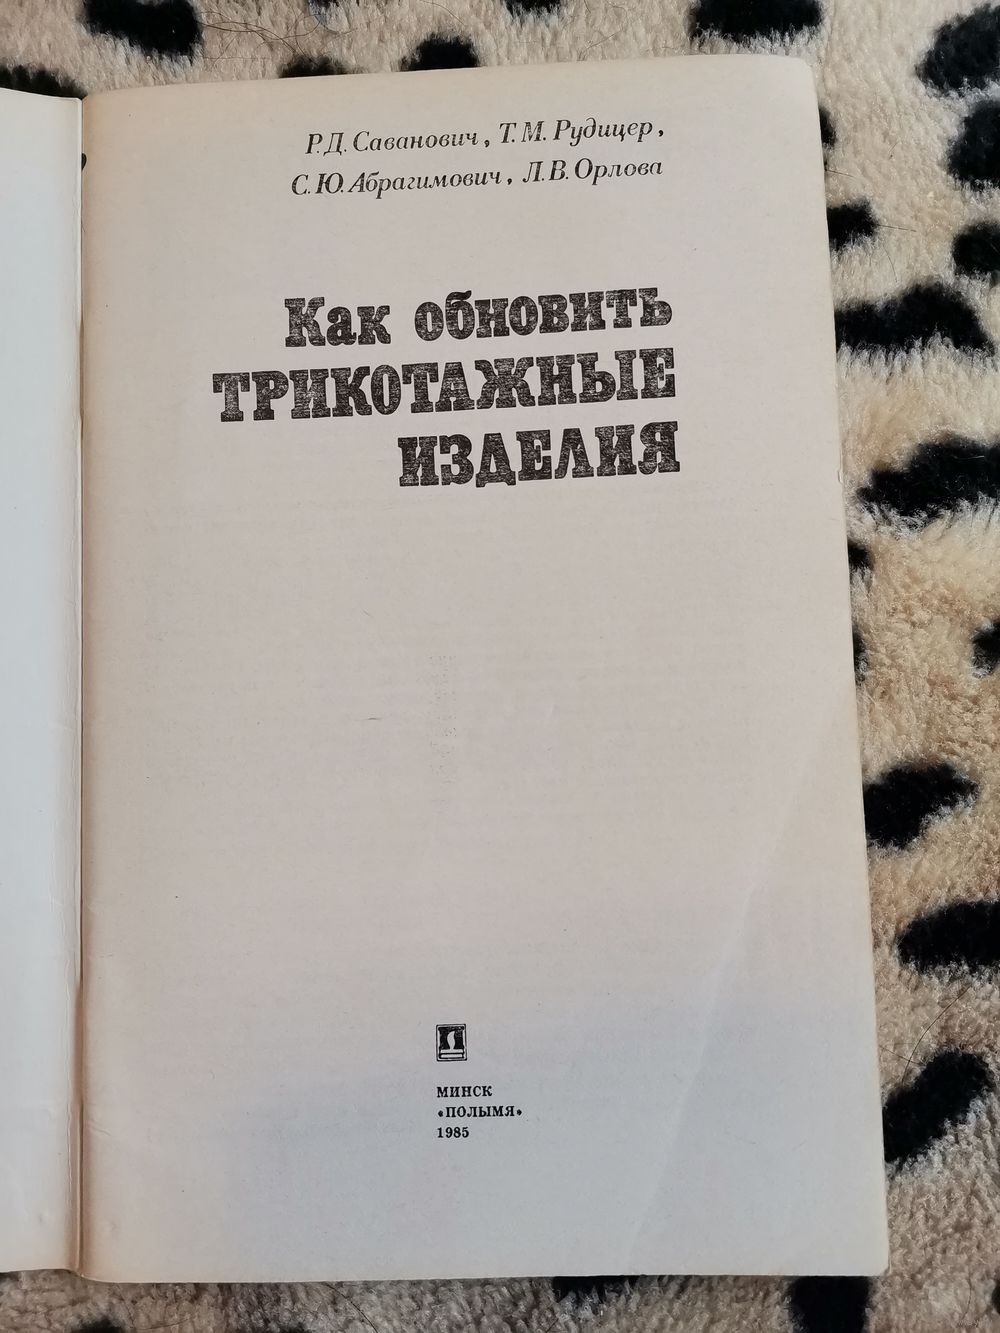 Р. Д. Саванович, Т. М. Рудицер,
С. Ю. Абрагимович, Л. В. Орлова
Как обновить
ТРИКОТАЖНЫЕ
ИЗДЕЛИЯ
П
МИНСК
«ПОЛЫМЯ»
1985